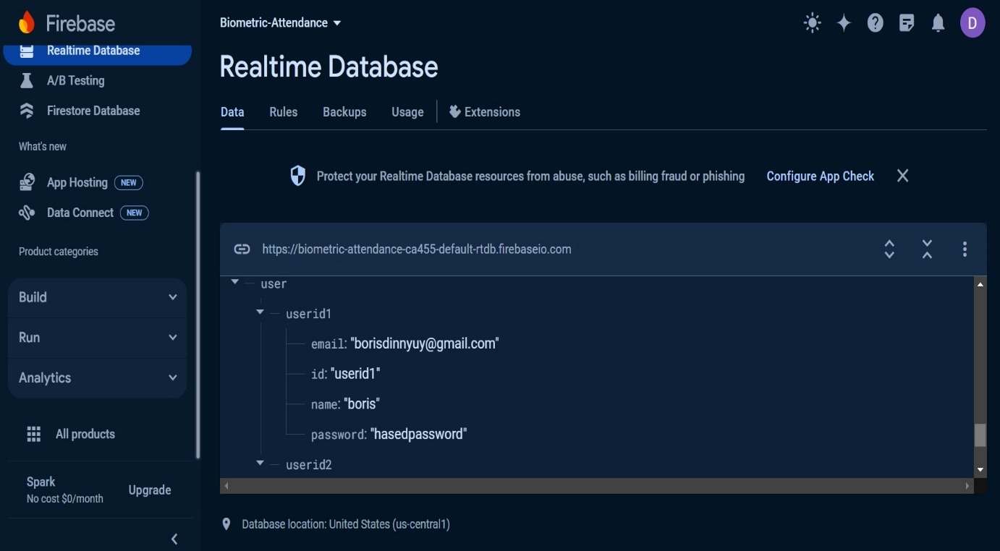 Firebase
Realtime Database
A/B Testing
Firestore Database
What's new
App Hosting NEW
Data Connect NEW
Product categories
Build
Run
Analytics
All products
Spark
No cost $0/month
Upgrade
Biometric-Attendance
D
Realtime Database
Data Rules Backups Usage Extensions
Protect your Realtime Database resources from abuse, such as billing fraud or phishing Configure App Check
https://biometric-attendance-ca455-default-rtdb.firebaseio.com
user
userid1
email: "borisdinnyuy@gmail.com"
id: "userid1"
name: "boris"
password: "hasedpassword"
userid2
Database location: United States (us-central1)